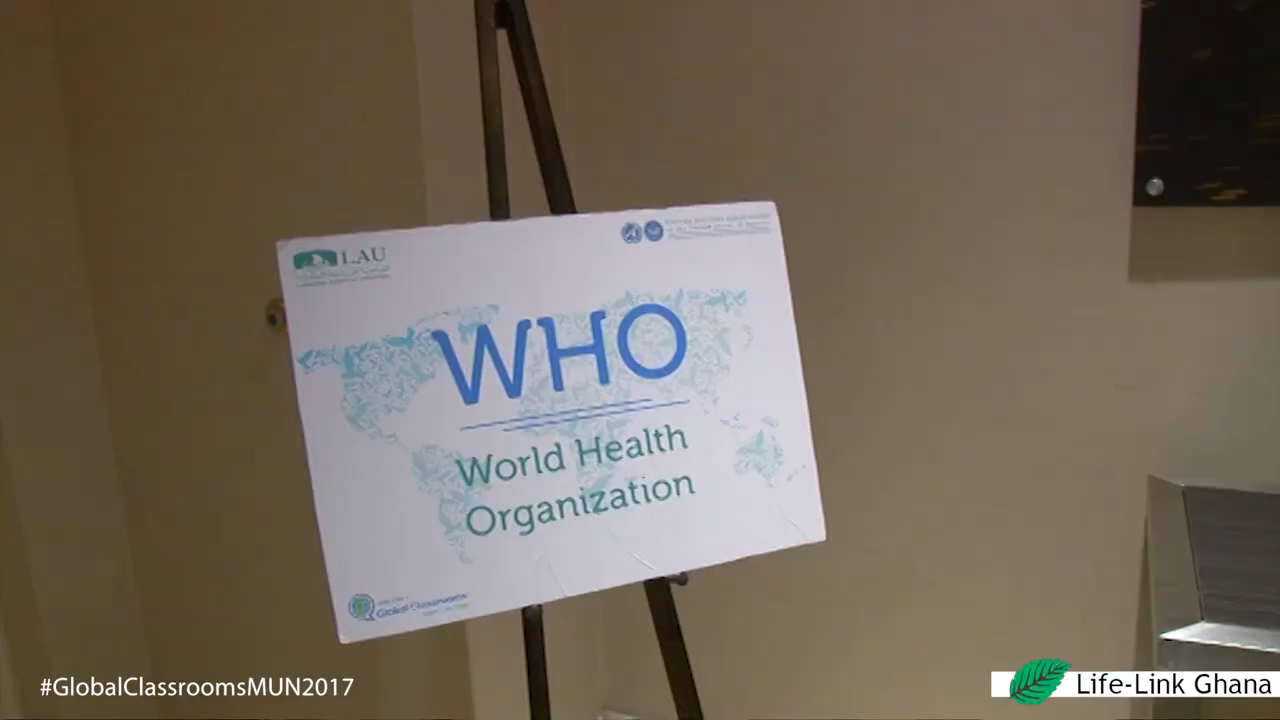 LAU
WHO
World Health
Organization
Global Classrooms
#GlobalClassroomsMUN2017
Life-Link Ghana